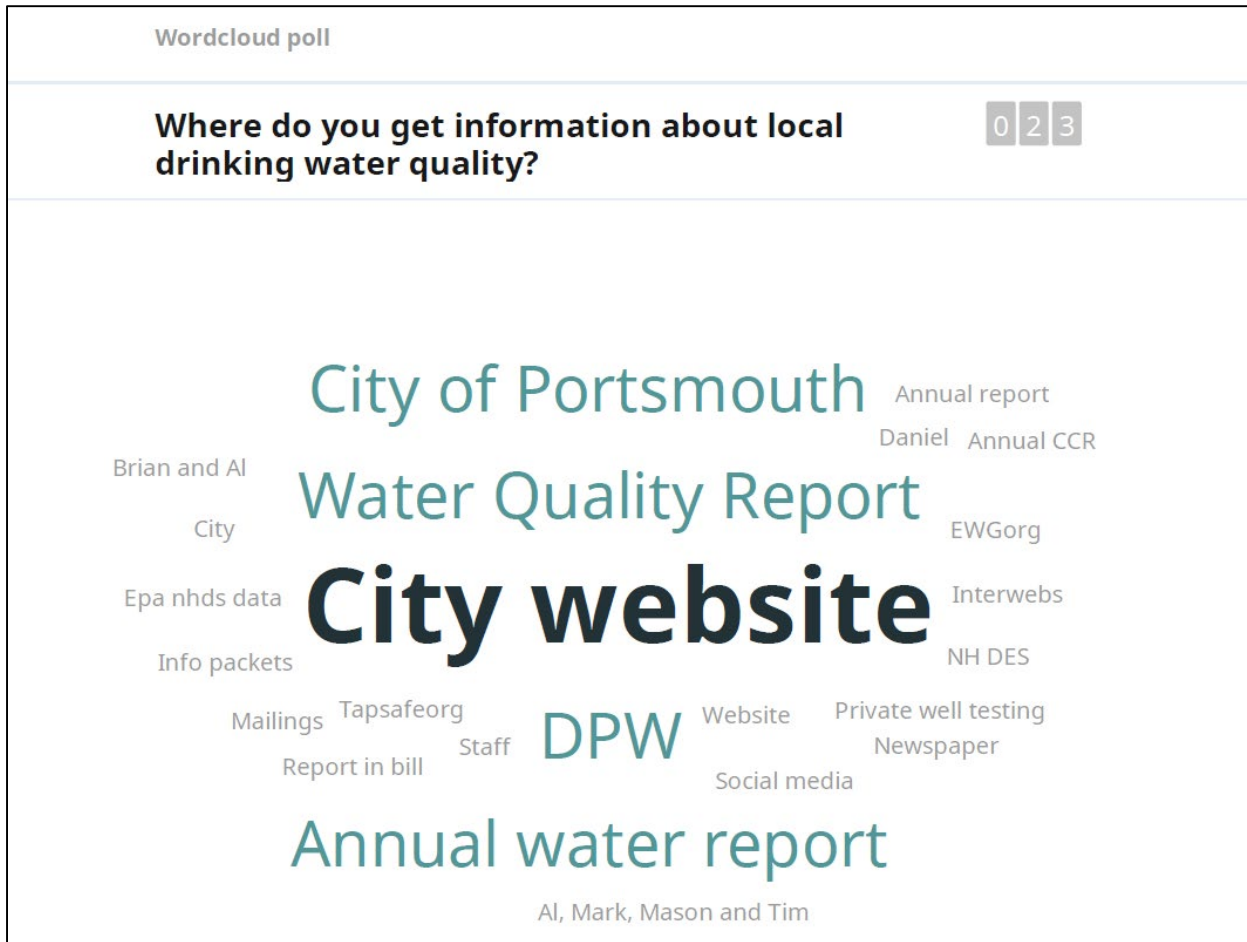 Wordcloud poll
Where do you get information about local
drinking water quality?
023
City of Portsmouth
Annual report
Daniel
Annual CCR
Brian and Al
Water Quality Report
City
EWGorg
Epa nhds data
City website
Interwebs
Info packets
NH DES
Mailings
Tapsafeorg
Staff
DPW
Website
Private well testing
Newspaper
Report in bill
Social media
Annual water report
Al, Mark, Mason and Tim